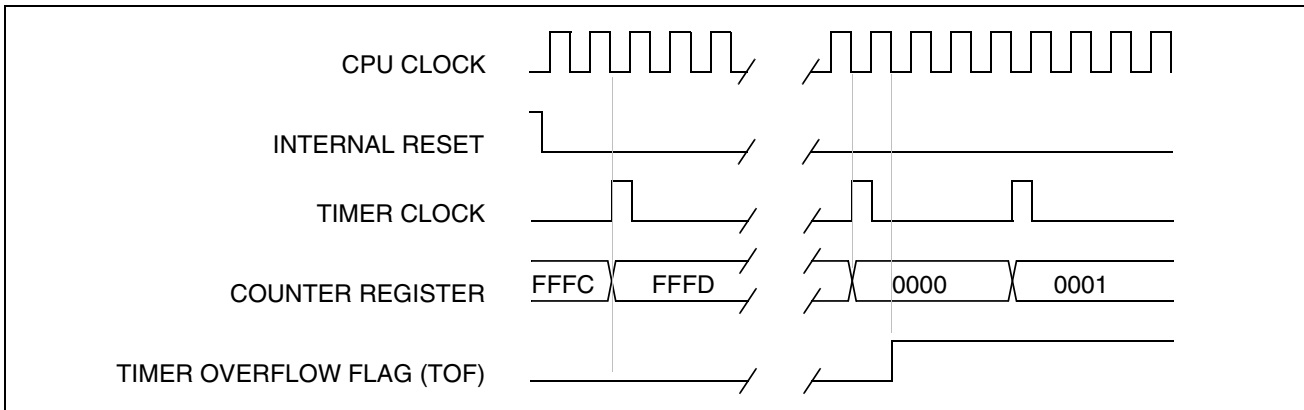 CPU CLOCK
INTERNAL RESET
TIMER CLOCK
COUNTER REGISTER
FFFC
FFFD
0000
0001
TIMER OVERFLOW FLAG (TOF)